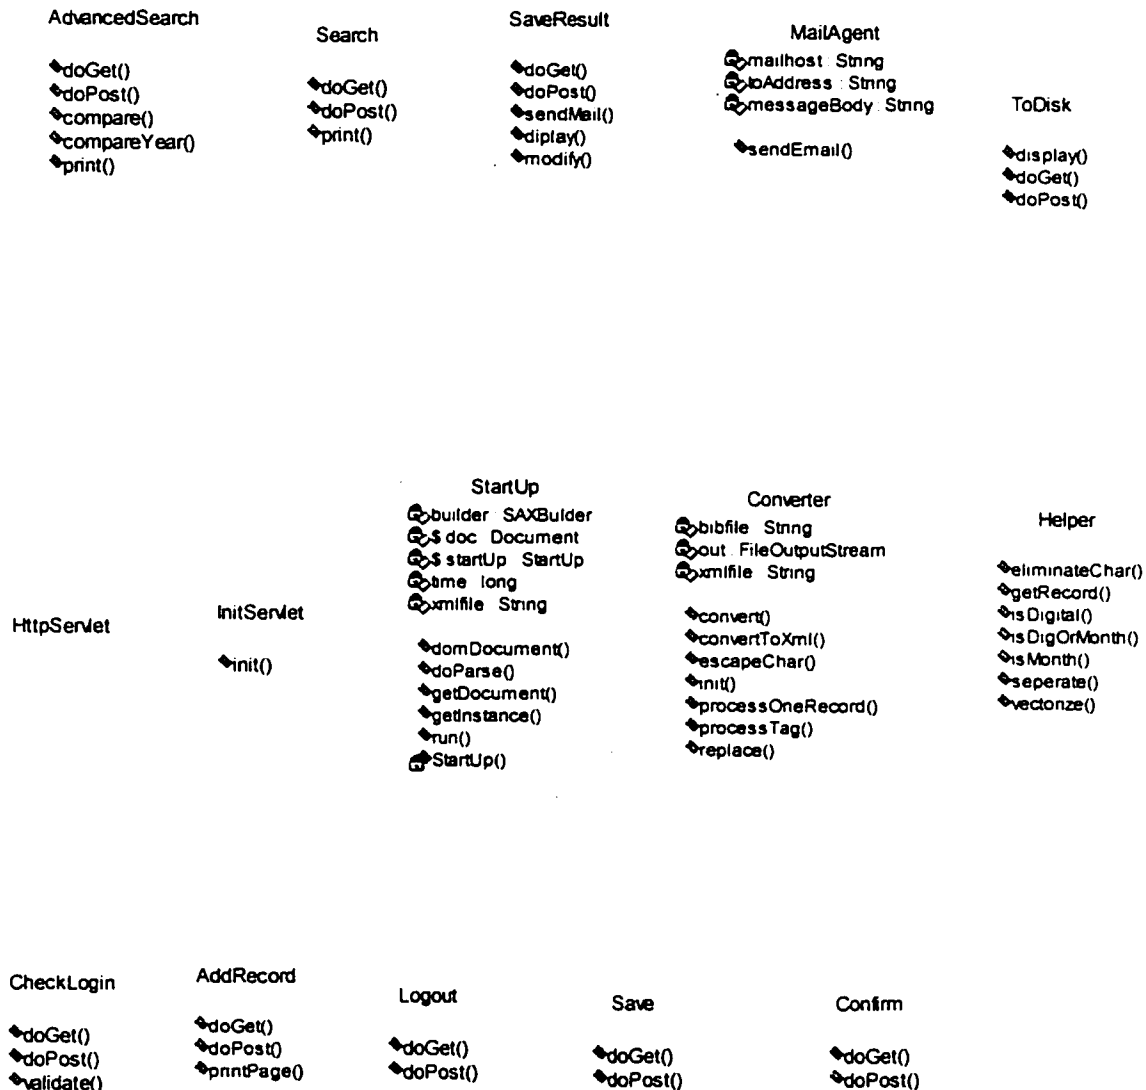 AdvancedSearch
doGet()
doPost()
compare()
compareYear()
print()
Search
doGet()
doPost()
print()
SaveResult
doGet()
doPost()
sendMail()
diplay()
modify()
MailAgent
mailhost : String
toAddress : String
messageBody : String
sendEmail()
ToDisk
display()
doGet()
doPost()
HttpServlet
InitServlet
init()
StartUp
builder SAXBuilder
$ doc Document
$ startUp StartUp
time long
xmlfile String
domDocument()
doParse()
getDocument()
getInstance()
run()
StartUp()
Converter
bibfile String
out FileOutputStream
xmlfile String
convert()
convertToXml()
escapeChar()
init()
processOneRecord()
processTag()
replace()
Helper
eliminateChar()
getRecord()
isDigital()
isDigOrMonth()
isMonth()
seperate()
vectorize()
CheckLogin
doGet()
doPost()
validate()
AddRecord
doGet()
doPost()
printPage()
Logout
doGet()
doPost()
Save
doGet()
doPost()
Confirm
doGet()
doPost()